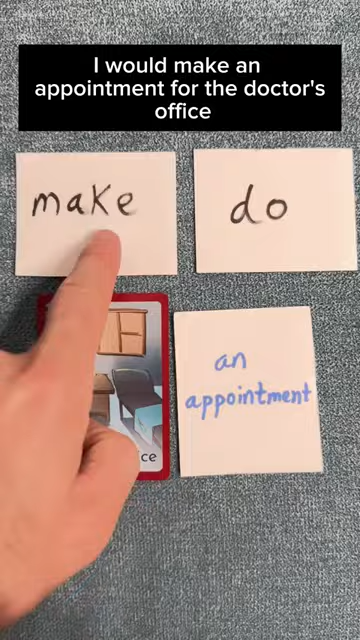 I would make an
appointment for the doctor's
office
make
do
an
appointment